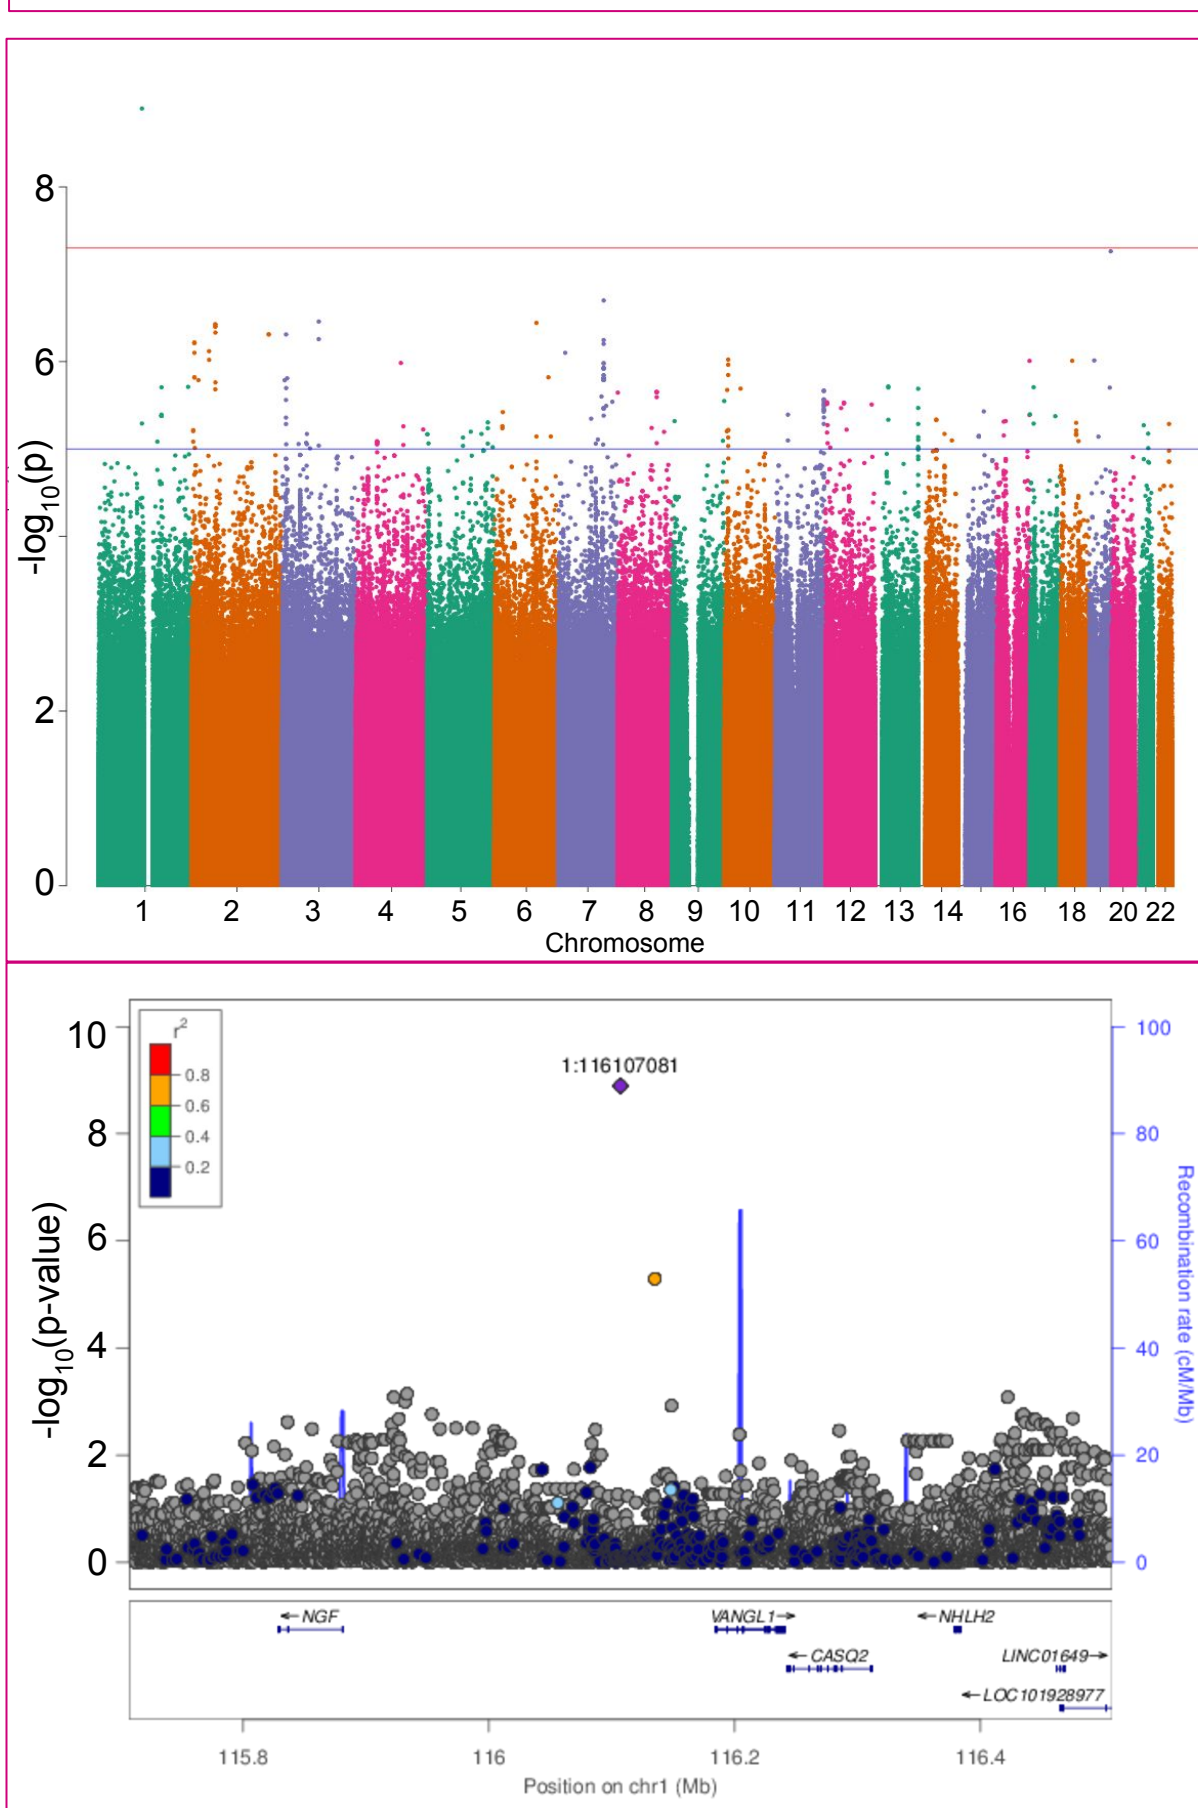 8
6
2
0
-log10(p)
1 2 3 4 5 6 7 8 9 10 11 12 13 14 16 18 20 22
Chromosome
r2
0.8
0.6
0.4
0.2
1:116107081
10
8
6
4
2
0
-log10(p-value)
100
80
60
40
20
0
Recombination rate (cM/Mb)
←NGF
VANGL1→
←NHLH2
←CASQ2
LINC01649→
←LOC101928977
115.8 116 116.2 116.4
Position on chr1 (Mb)